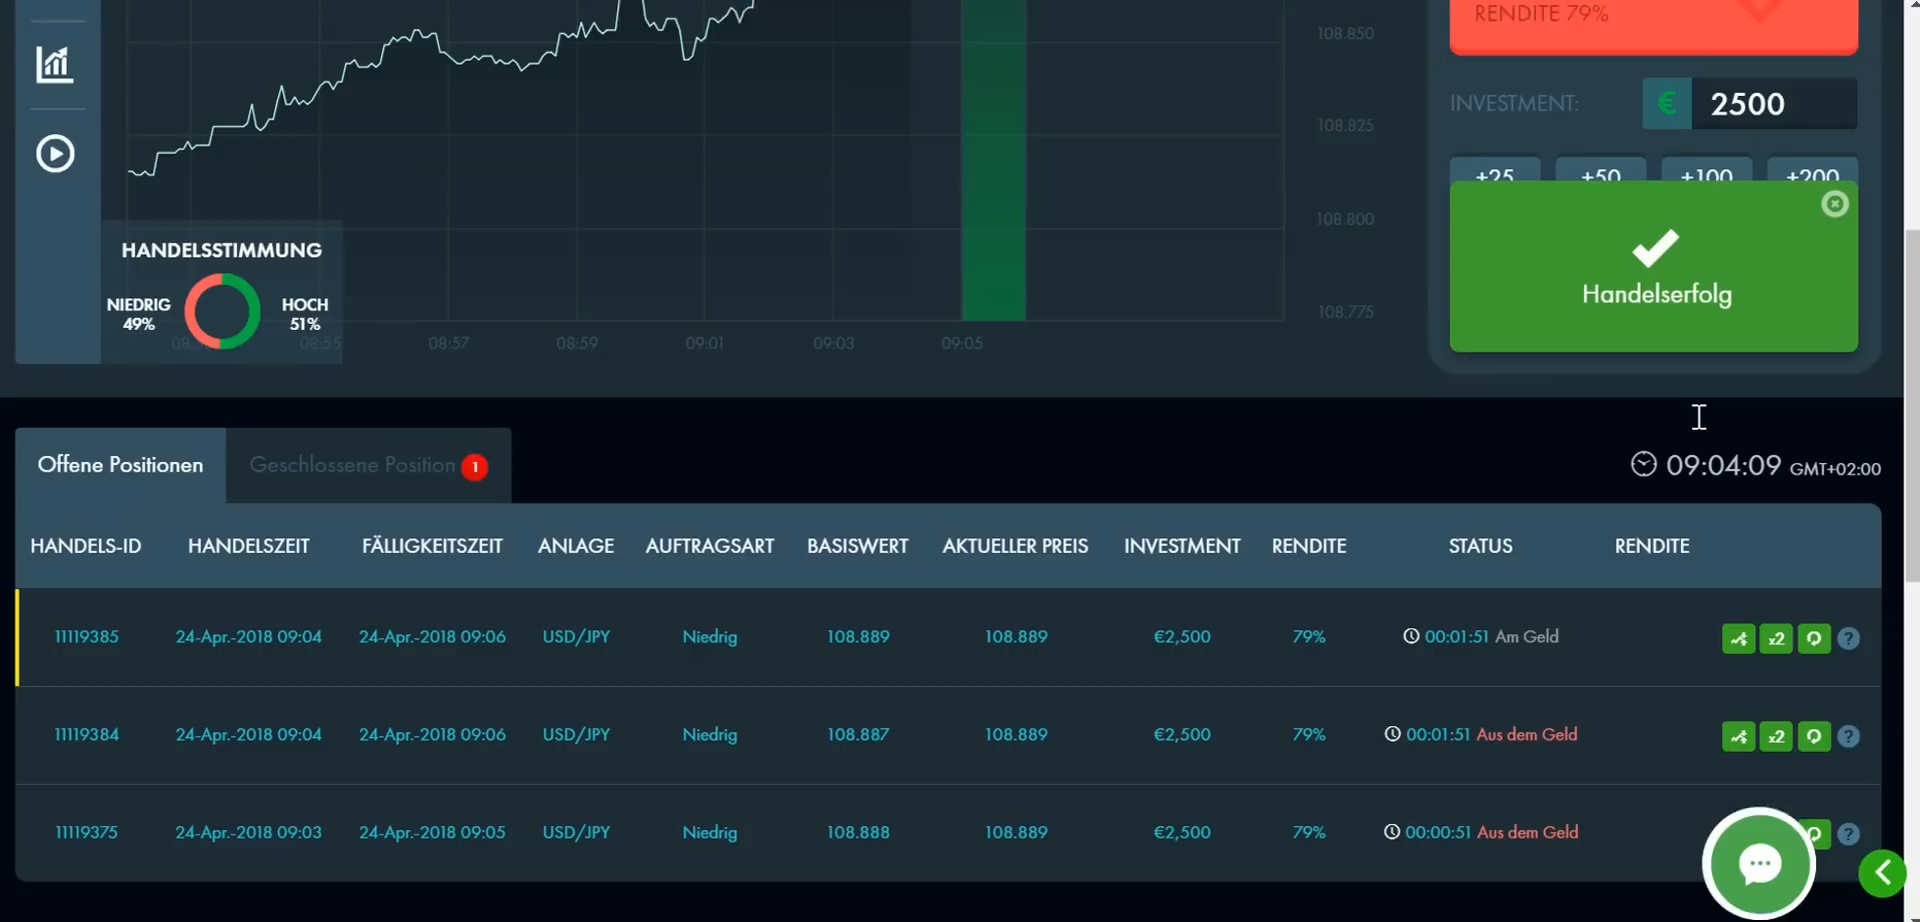 RENDITE 79%
108.850
INVESTMENT:
€
2500
108.825
+25
+50
+100
+200
108.800
Handelserfolg
HANDELSSTIMMUNG
NIEDRIG
49%
HOCH
51%
108.775
08:55
08:57
08:59
09:01
09:03
09:05
Offene Positionen
Geschlossene Position 1
09:04:09 GMT+02:00
HANDELS-ID HANDELSZEIT FÄLLIGKEITSZEIT ANLAGE AUFTRAGSART BASISWERT AKTUELLER PREIS INVESTMENT RENDITE STATUS RENDITE
11119385 24-Apr.-2018 09:04 24-Apr.-2018 09:06 USD/JPY Niedrig 108.889 108.889 €2,500 79% 00:01:51 Am Geld x2 ?
11119384 24-Apr.-2018 09:04 24-Apr.-2018 09:06 USD/JPY Niedrig 108.887 108.889 €2,500 79% 00:01:51 Aus dem Geld x2 ?
11119375 24-Apr.-2018 09:03 24-Apr.-2018 09:05 USD/JPY Niedrig 108.888 108.889 €2,500 79% 00:00:51 Aus dem Geld ?